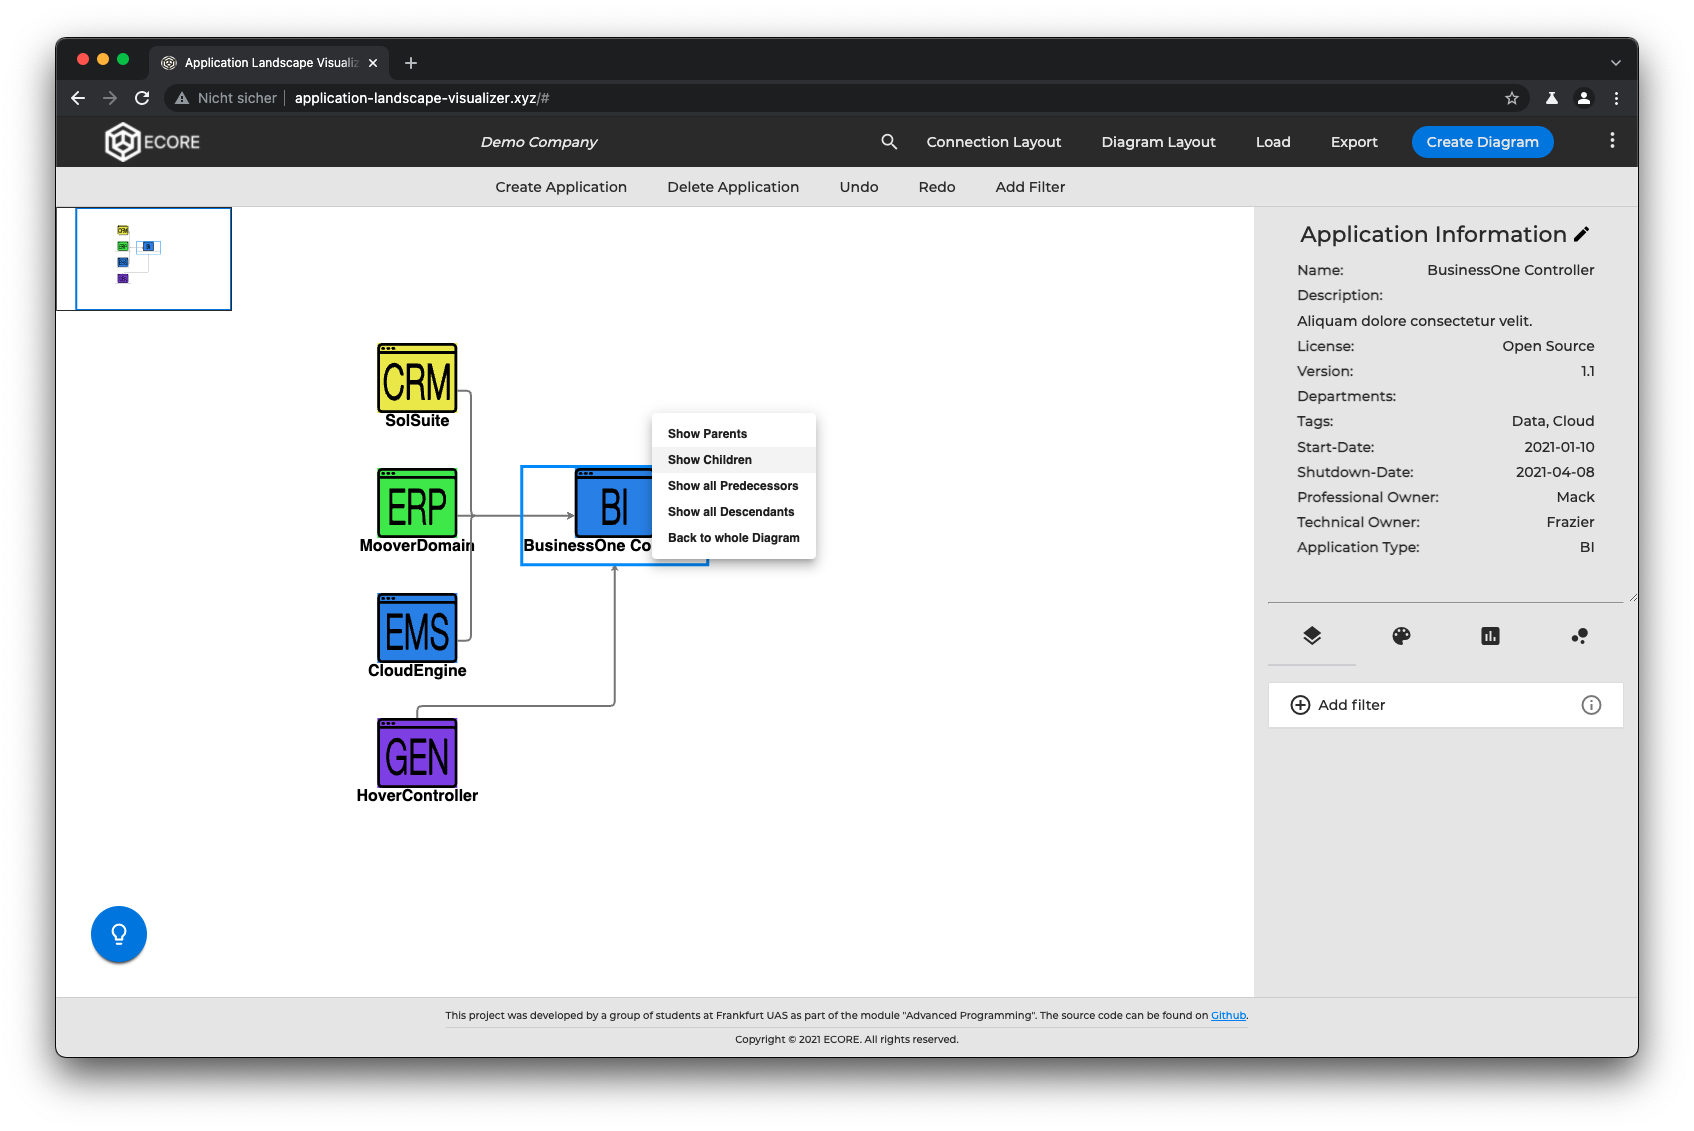 Application Landscape Visualiz
Nicht sicher
application-landscape-visualizer.xyz/#
ECORE
Demo Company
Connection Layout
Diagram Layout
Load
Export
Create Diagram
Create Application
Delete Application
Undo
Redo
Add Filter
CRM
ERP
BI
CRM
SolSuite
ERP
MooverDomain
BI
BusinessOne Co
EMS
CloudEngine
GEN
HoverController
Show Parents
Show Children
Show all Predecessors
Show all Descendants
Back to whole Diagram
Application Information
Name: BusinessOne Controller
Description:
Aliquam dolore consectetur velit.
License: Open Source
Version: 1.1
Departments:
Tags: Data, Cloud
Start-Date: 2021-01-10
Shutdown-Date: 2021-04-08
Professional Owner: Mack
Technical Owner: Frazier
Application Type: BI
Add filter
This project was developed by a group of students at Frankfurt UAS as part of the module "Advanced Programming". The source code can be found on Github.
Copyright © 2021 ECORE. All rights reserved.